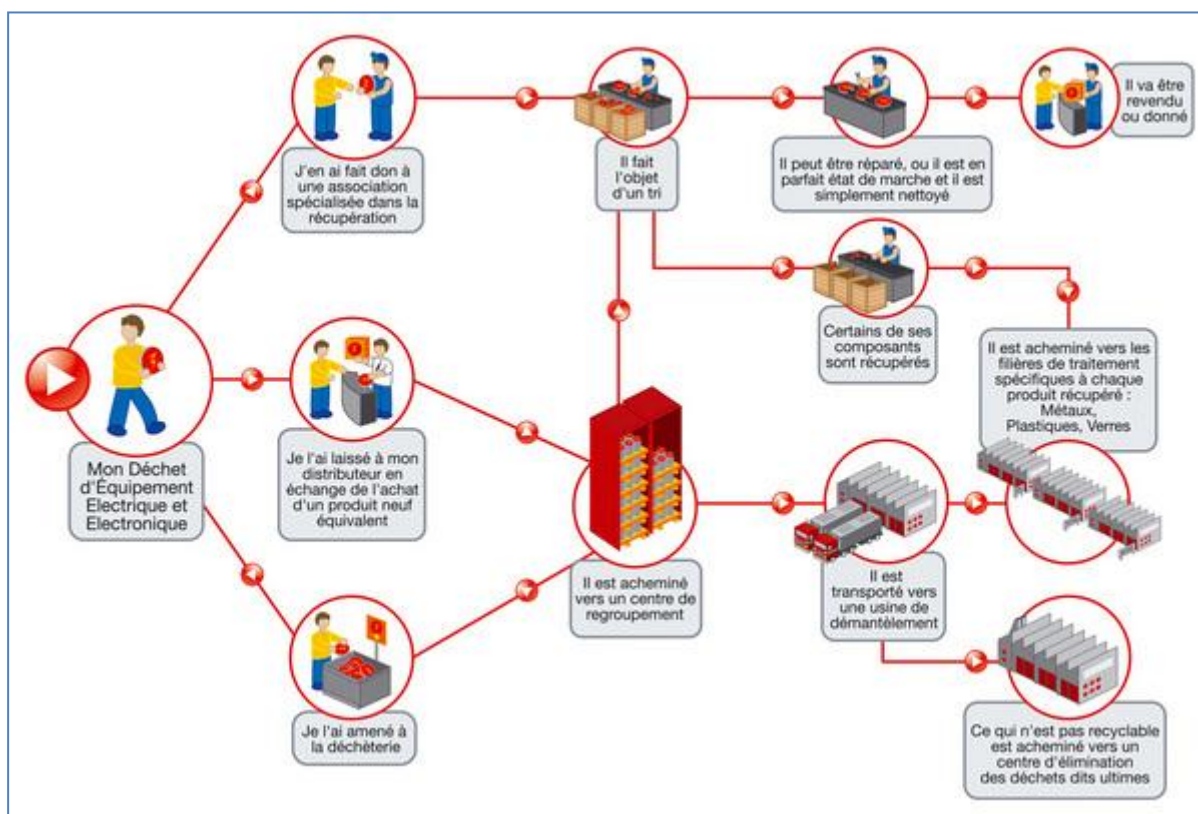 J'en ai fait don à
une association
spécialisée dans la
récupération
Il fait
l'objet
d'un tri
Il peut être réparé, ou il est en
parfait état de marche et il est
simplement nettoyé
Il va être
revendu
ou donné
Certains de ses
composants
sont récupérés
Il est acheminé vers les
filières de traitement
spécifiques à chaque
produit récupéré :
Métaux,
Plastiques, Verres
Mon Déchet
d'Équipement
Electrique et
Electronique
Je l'ai laissé à mon
distributeur en
échange de l'achat
d'un produit neuf
équivalent
Il est acheminé
vers un centre de
regroupement
Il est
transporté vers
une usine de
démantèlement
Je l'ai amené à
la déchèterie
Ce qui n'est pas recyclable
est acheminé vers un
centre d'élimination
des déchets dits ultimes